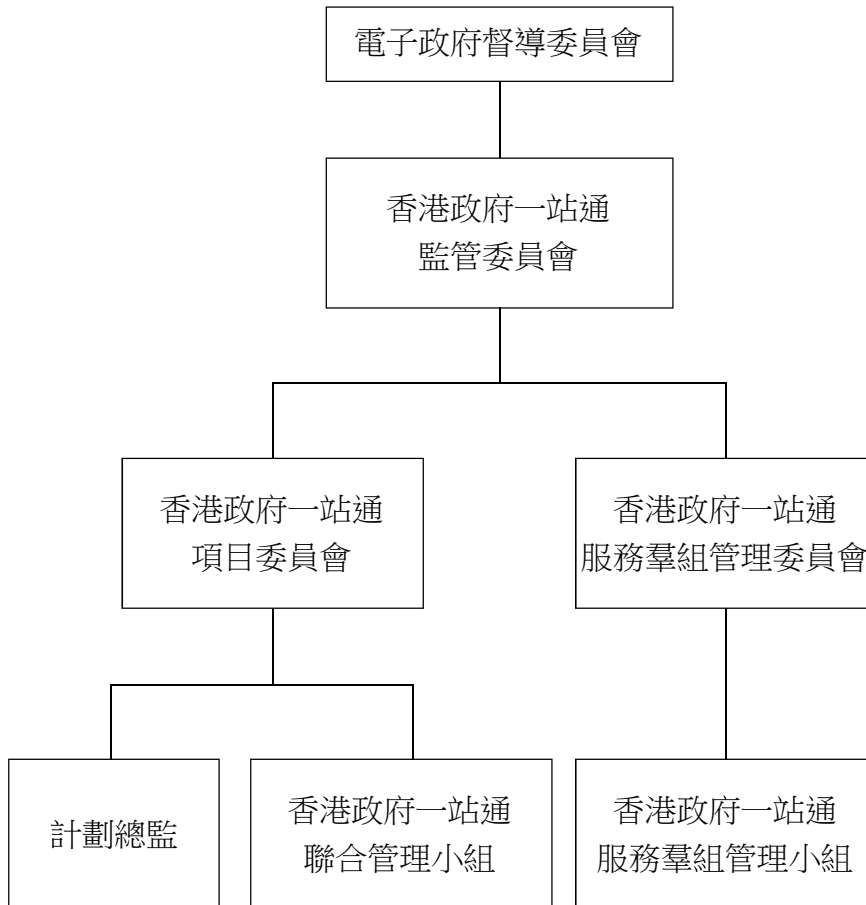 電子政府督導委員會
香港政府一站通
監管委員會
香港政府一站通
項目委員會
香港政府一站通
服務羣組管理委員會
計劃總監
香港政府一站通
聯合管理小組
香港政府一站通
服務羣組管理小組